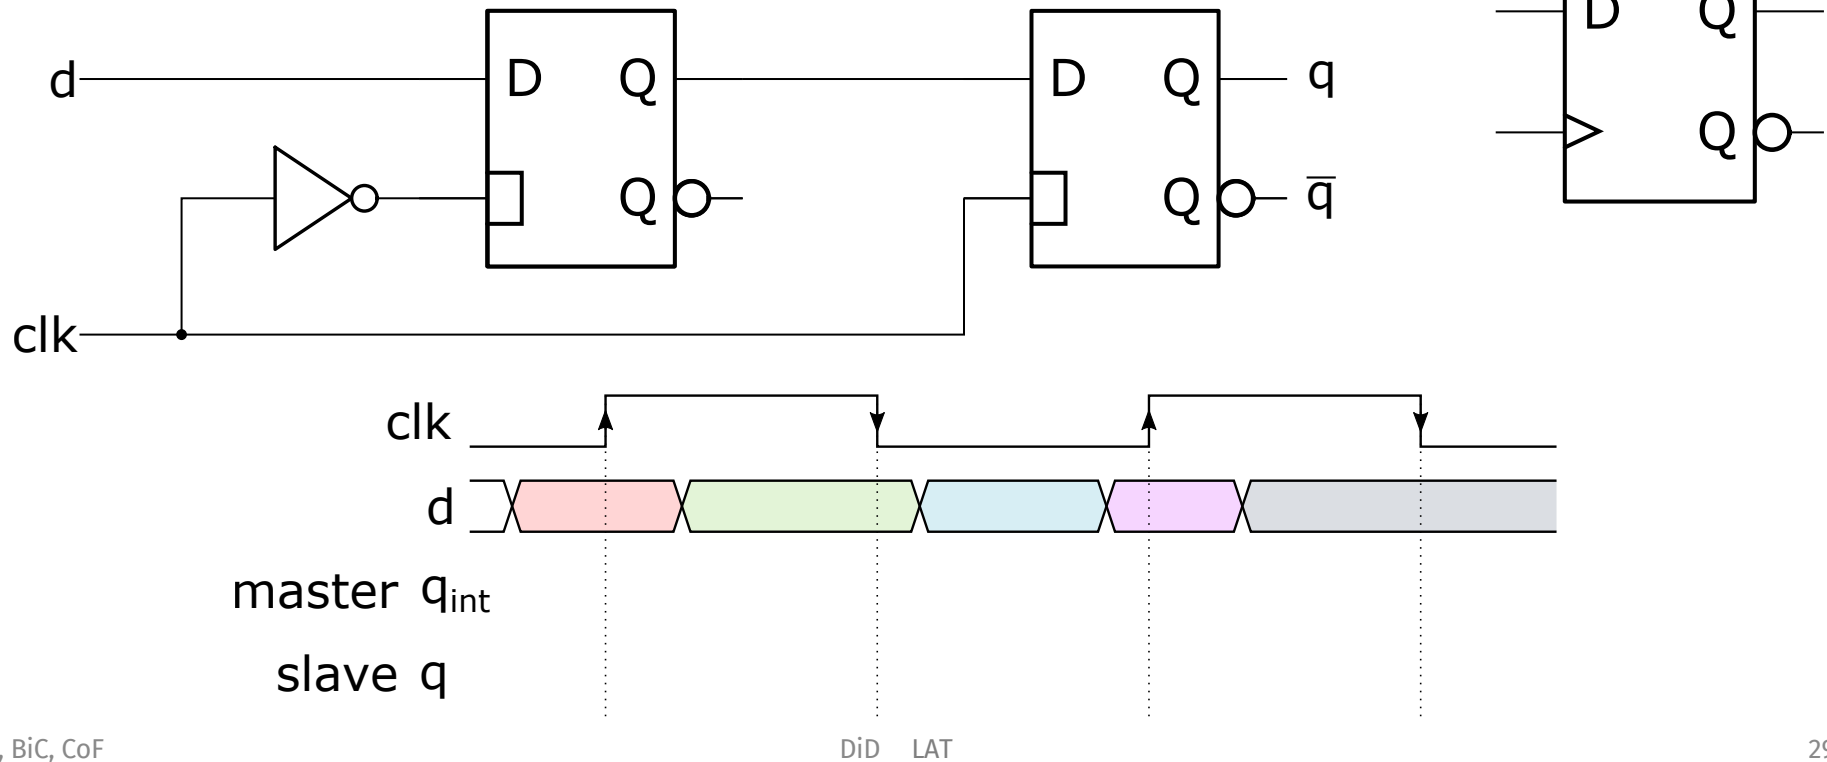 D Q
d D Q D Q q
Q
Q Q q̅
clk
clk
d
master qint
slave q
, BiC, CoF DiD LAT 29